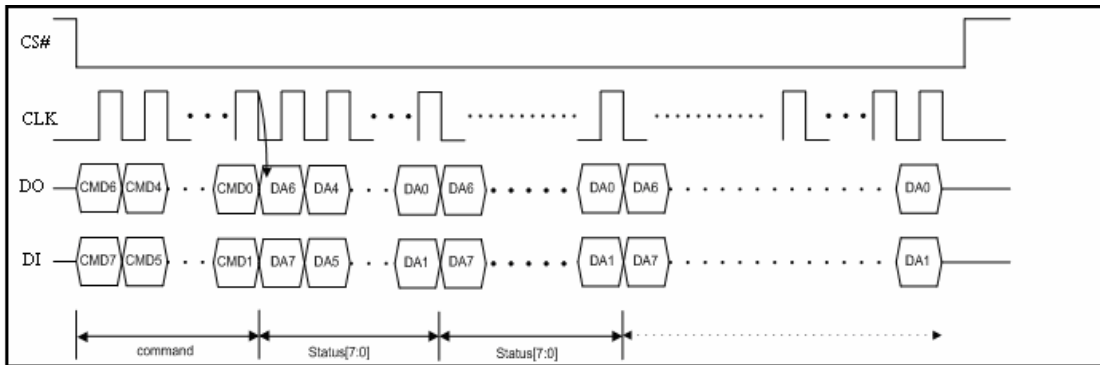 CS#
CLK
DO CMD6 CMD4 CMD0 DA6 DA4 DA0 DA6 DA0 DA6 DA0
DI CMD7 CMD5 CMD1 DA7 DA5 DA1 DA7 DA1 DA7 DA1
command Status[7:0] Status[7:0]